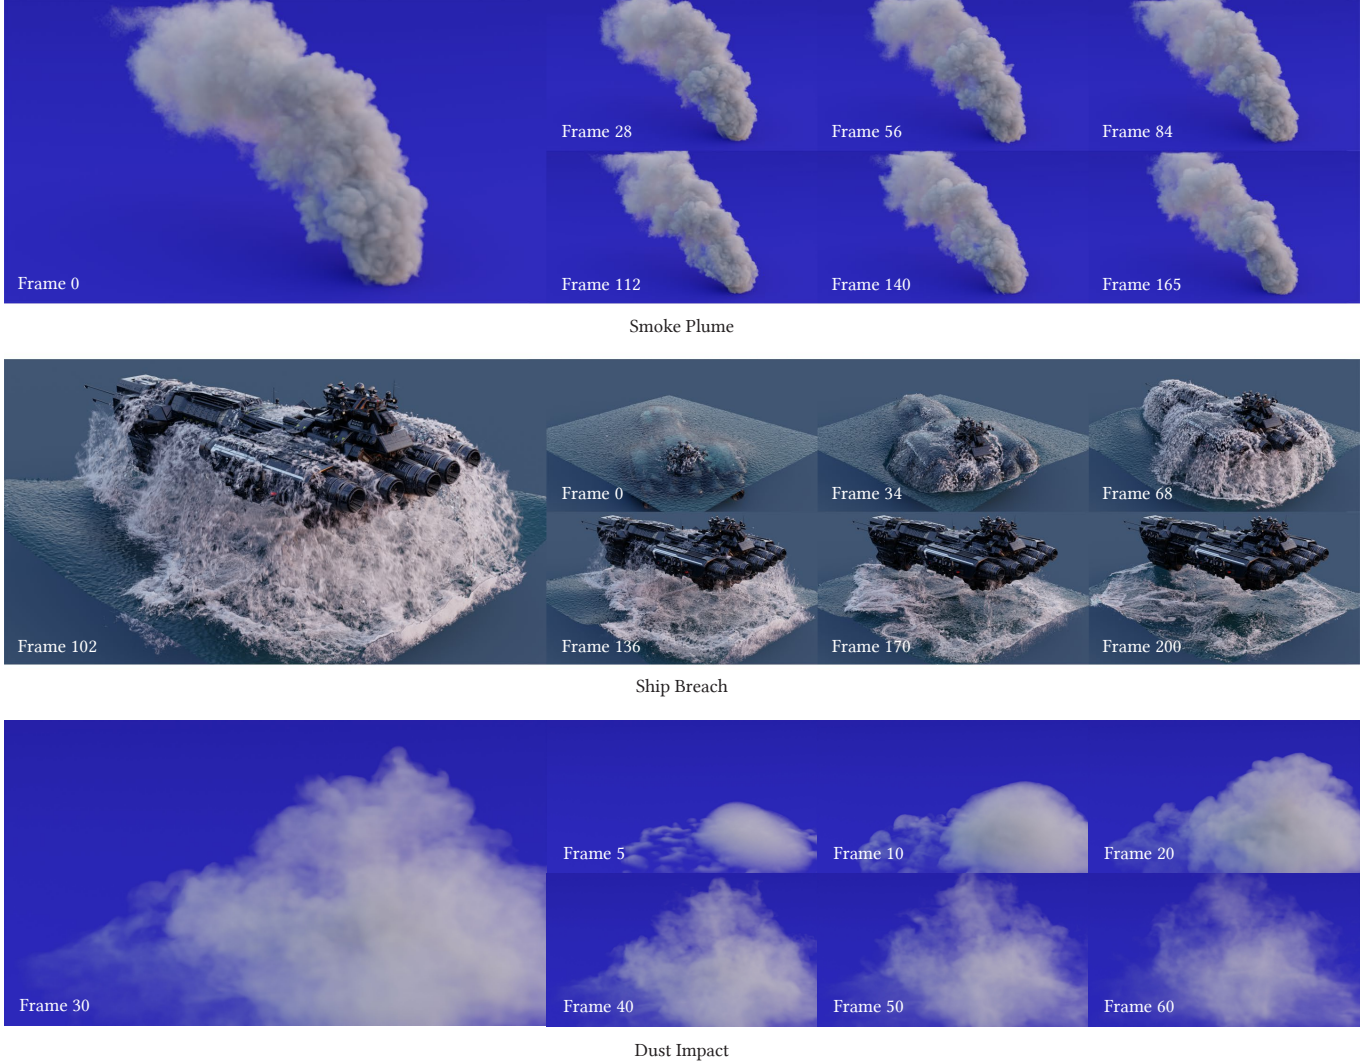 Frame 0
Frame 28
Frame 56
Frame 84
Frame 112
Frame 140
Frame 165
Smoke Plume
Frame 102
Frame 0
Frame 34
Frame 68
Frame 136
Frame 170
Frame 200
Ship Breach
Frame 30
Frame 5
Frame 10
Frame 20
Frame 40
Frame 50
Frame 60
Dust Impact